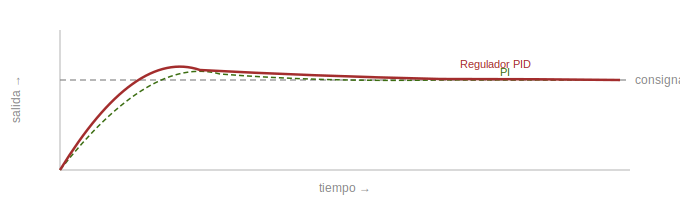 Regulador PID
PI
consigna
salida →
tiempo →